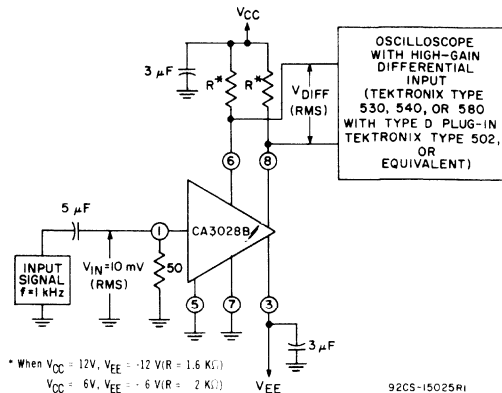 VCC
3 µF
R*
R*
VDIFF
(RMS)
OSCILLOSCOPE
WITH HIGH-GAIN
DIFFERENTIAL
INPUT
(TEKTRONIX TYPE
530, 540, OR 580
WITH TYPE D PLUG-IN
TEKTRONIX TYPE 502,
OR
EQUIVALENT)
6
8
5 µF
1
CA3028B
INPUT
SIGNAL
f=1 kHz
VIN=10 mV
(RMS)
50
5
7
3
3 µF
VEE
* When VCC = 12V, VEE = -12 V(R = 1.6 KΩ)
VCC = 6V, VEE = - 6 V(R = 2 KΩ)
92CS-15025R1